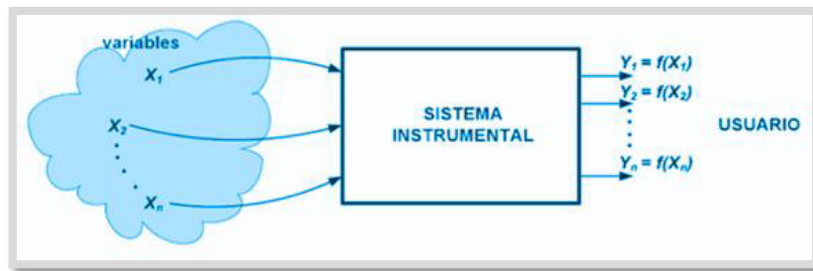 variables
X1
X2
Xn
SISTEMA
INSTRUMENTAL
Y1 = f(X1)
Y2 = f(X2)
Yn = f(Xn)
USUARIO